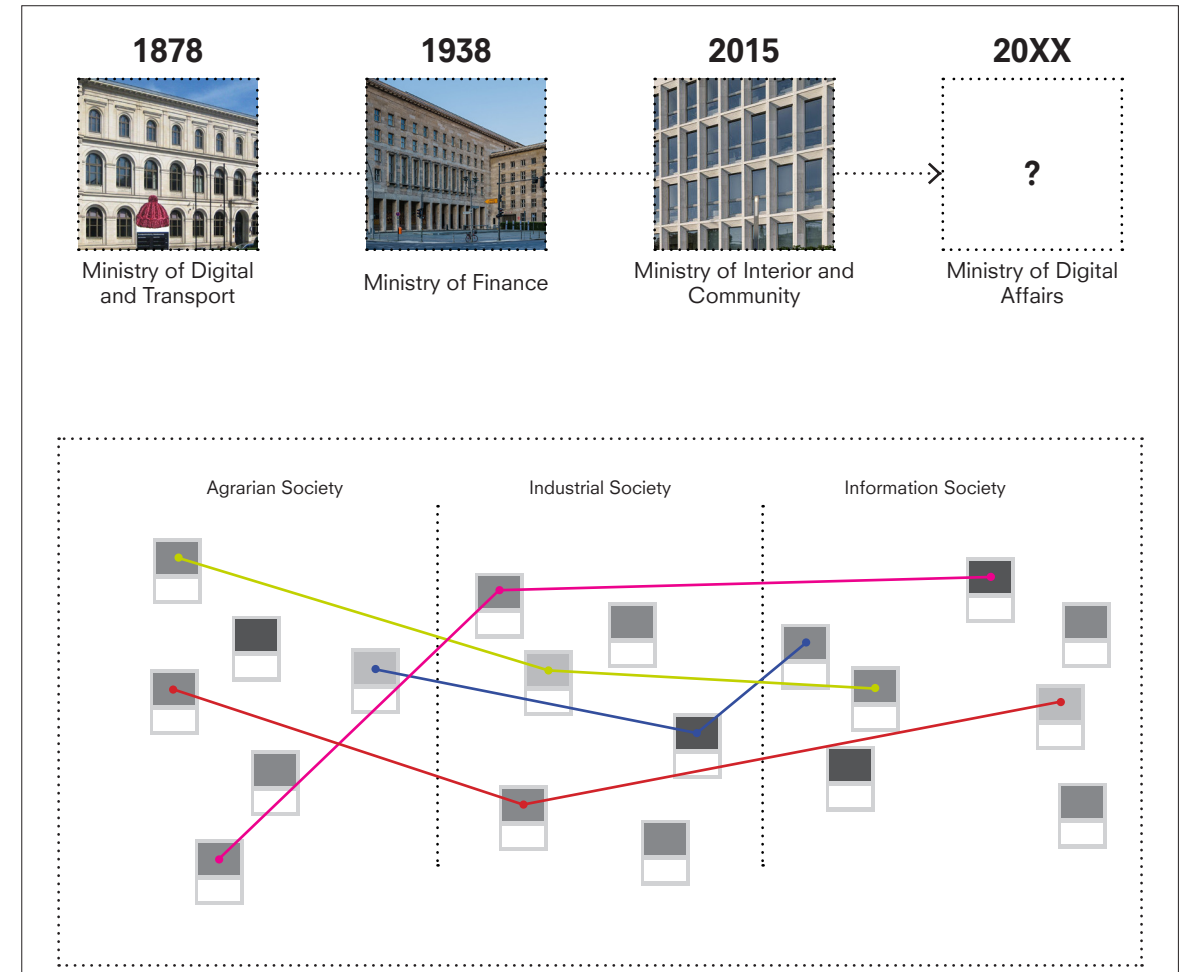 1878
1938
2015
20XX
?
Ministry of Digital
and Transport
Ministry of Finance
Ministry of Interior and
Community
Ministry of Digital
Affairs
Agrarian Society
Industrial Society
Information Society